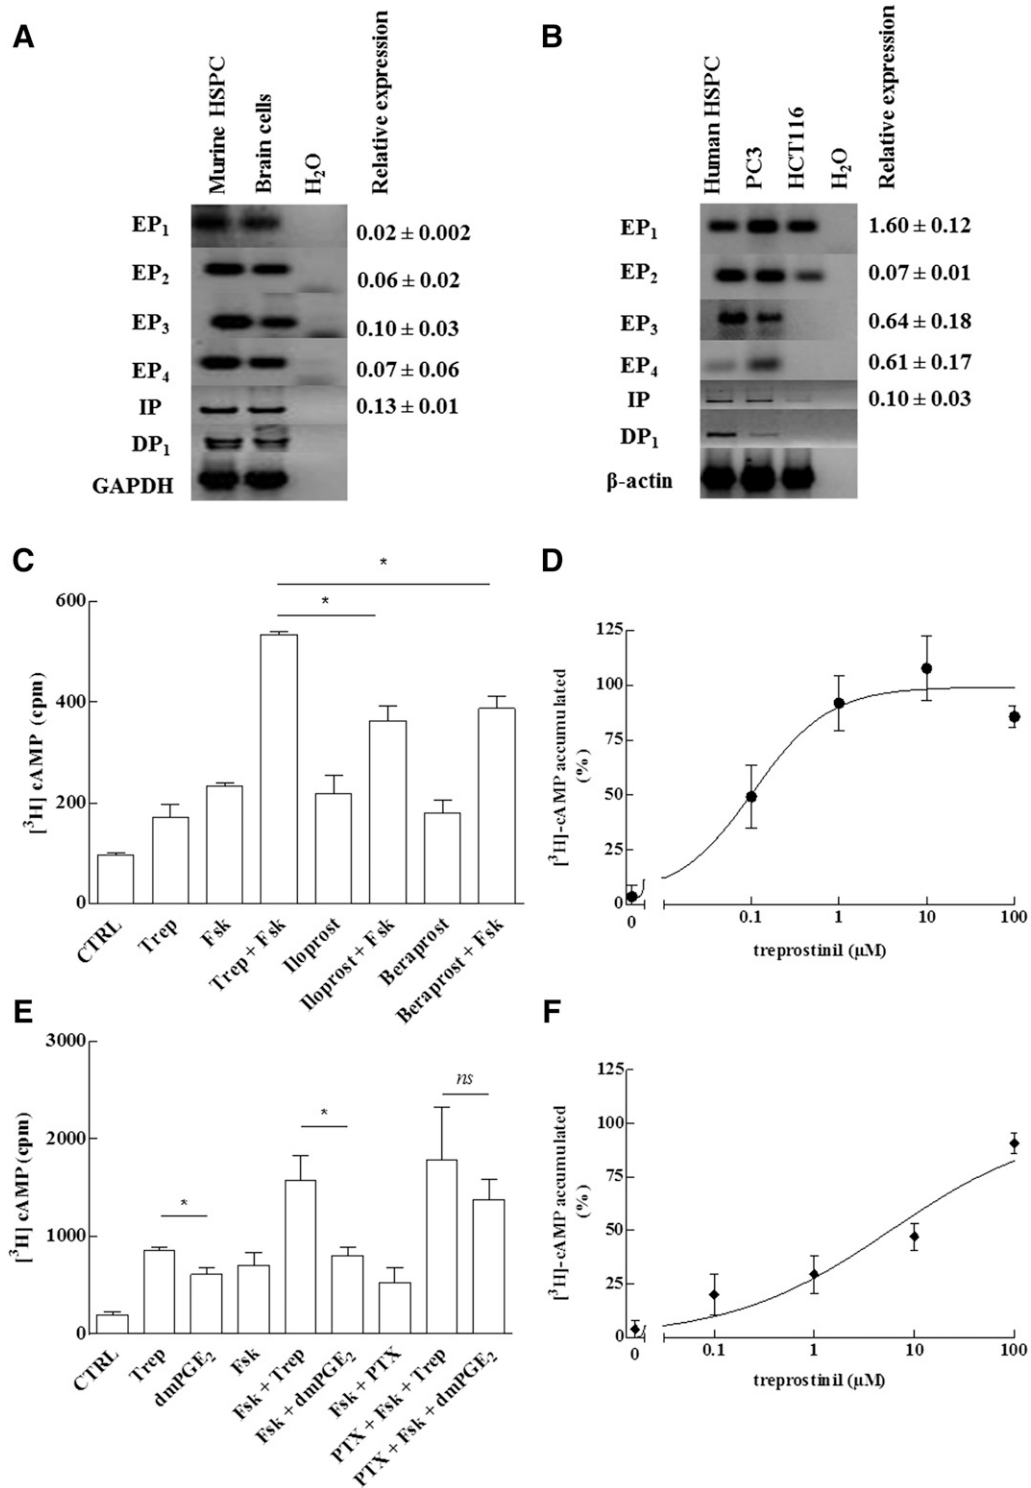 A
Murine HSPC
Brain cells
H2O
Relative expression
EP1 0.02 ± 0.002
EP2 0.06 ± 0.02
EP3 0.10 ± 0.03
EP4 0.07 ± 0.06
IP 0.13 ± 0.01
DP1
GAPDH
B
Human HSPC
PC3
HCT116
H2O
Relative expression
EP1 1.60 ± 0.12
EP2 0.07 ± 0.01
EP3 0.64 ± 0.18
EP4 0.61 ± 0.17
IP 0.10 ± 0.03
DP1
β-actin
C
[3H] cAMP (cpm)
600
400
200
0
*
*
CTRL
Trep
Fsk
Trep + Fsk
Iloprost
Iloprost + Fsk
Beraprost
Beraprost + Fsk
D
[3H]-cAMP accumulated
(%)
125
100
75
50
25
0
0 0.1 1 10 100
treprostinil (µM)
E
[3H] cAMP (cpm)
3000
2000
1000
0
*
*
ns
CTRL
Trep
dmPGE2
Fsk
Fsk + Trep
Fsk + dmPGE2
Fsk + PTX
PTX + Fsk + Trep
PTX + Fsk + dmPGE2
F
[3H]-cAMP accumulated
(%)
125
100
75
50
25
0
0 0.1 1 10 100
treprostinil (µM)